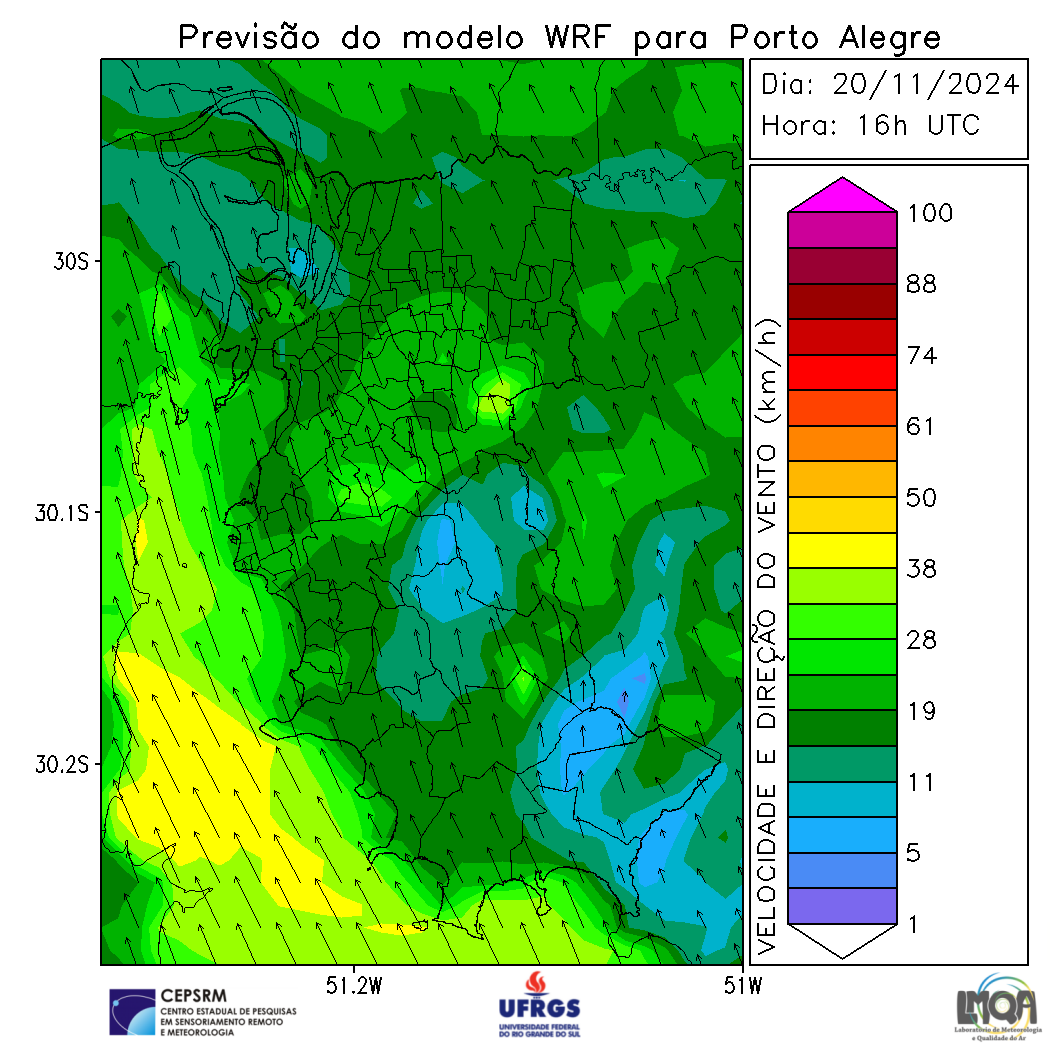 Previsão do modelo WRF para Porto Alegre
Dia: 20/11/2024
Hora: 16h UTC
30S
30.1S
30.2S
51.2W
51W
VELOCIDADE E DIREÇÃO DO VENTO (km/h)
100
88
74
61
50
38
28
19
11
5
1
CEPSRM
CENTRO ESTADUAL DE PESQUISAS
EM SENSORIAMENTO REMOTO
E METEOROLOGIA
UFRGS
UNIVERSIDADE FEDERAL
DO RIO GRANDE DO SUL
LMQA
Laboratório de Meteorologia
e Qualidade do Ar